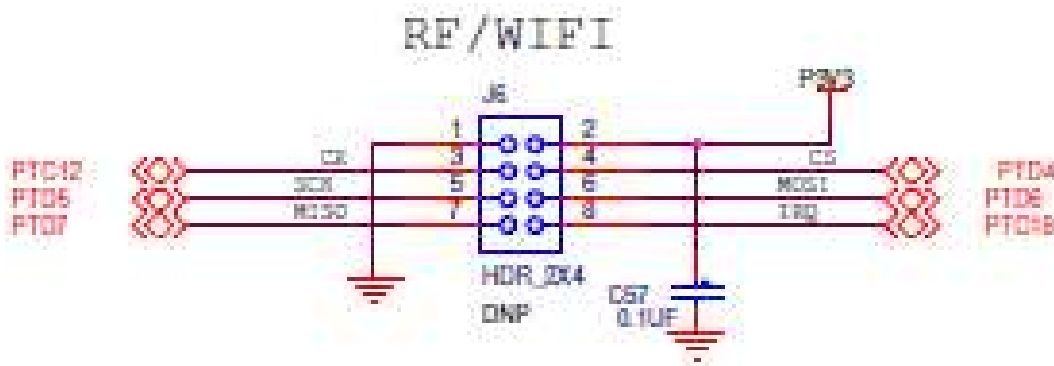 RF/WIFI
P3V3
J6
1 2
3 4
5 6
7 8
PTC12 CE CS PTD4
PTD5 SCK MOSI PTD6
PTD7 MISO IRQ
HDR_2X4
DNP
C57
0.1UF